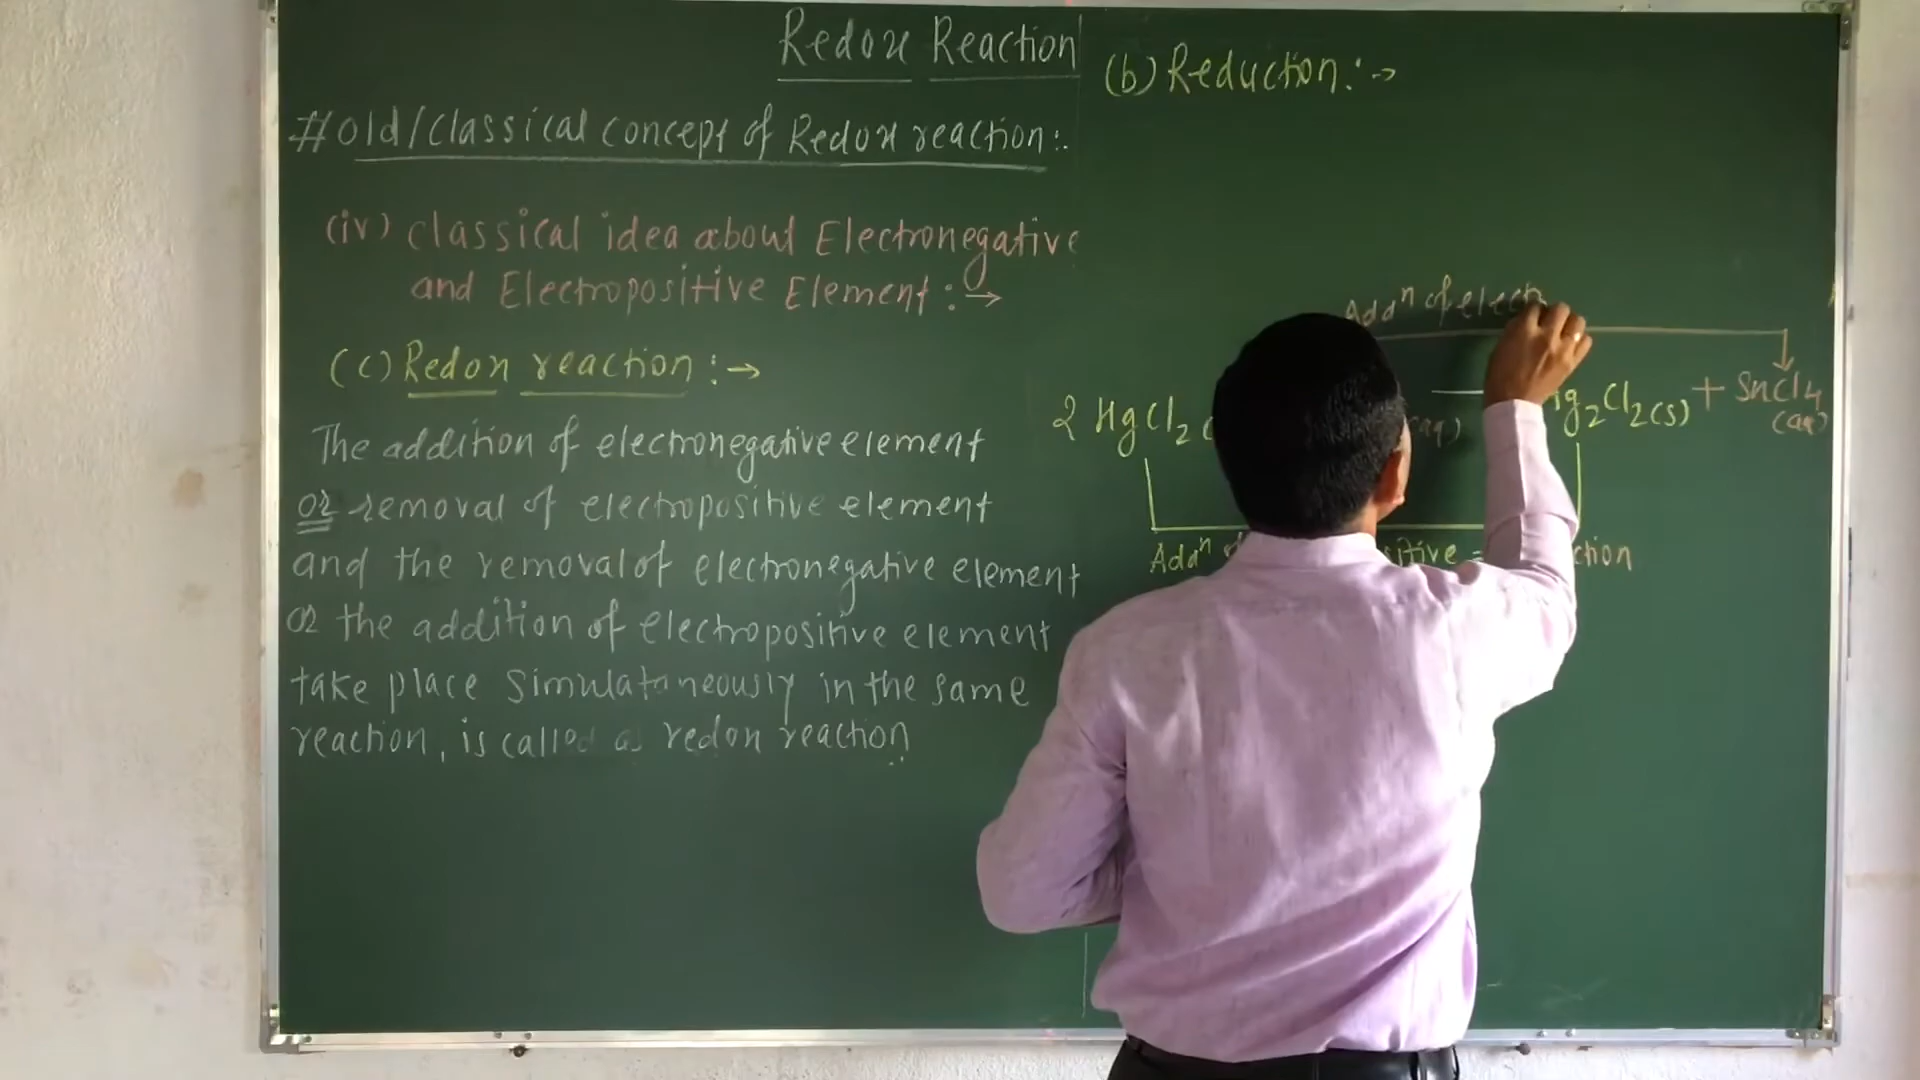 Redox Reaction
# Old/Classical concept of Redox reaction:-
(iv) Classical idea about Electronegative
and Electropositive Element :→
(c) Redox reaction :→
The addition of electronegative element
or removal of electropositive element
and the removal of electronegative element
or the addition of electropositive element
take place simulataneously in the same
reaction, is called as redox reaction
(b) Reduction :→
Addⁿ of elect
2 HgCl₂ (aq) Hg₂Cl₂(s) + SnCl₄ (aq)
Addⁿ sitive = ction